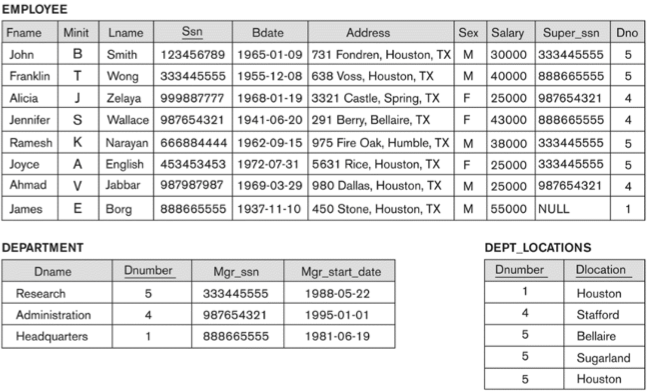 EMPLOYEE
Fname Minit Lname Ssn Bdate Address Sex Salary Super_ssn Dno
John B Smith 123456789 1965-01-09 731 Fondren, Houston, TX M 30000 333445555 5
Franklin T Wong 333445555 1955-12-08 638 Voss, Houston, TX M 40000 888665555 5
Alicia J Zelaya 999887777 1968-01-19 3321 Castle, Spring, TX F 25000 987654321 4
Jennifer S Wallace 987654321 1941-06-20 291 Berry, Bellaire, TX F 43000 888665555 4
Ramesh K Narayan 666884444 1962-09-15 975 Fire Oak, Humble, TX M 38000 333445555 5
Joyce A English 453453453 1972-07-31 5631 Rice, Houston, TX F 25000 333445555 5
Ahmad V Jabbar 987987987 1969-03-29 980 Dallas, Houston, TX M 25000 987654321 4
James E Borg 888665555 1937-11-10 450 Stone, Houston, TX M 55000 NULL 1
DEPARTMENT
Dname Dnumber Mgr_ssn Mgr_start_date
Research 5 333445555 1988-05-22
Administration 4 987654321 1995-01-01
Headquarters 1 888665555 1981-06-19
DEPT_LOCATIONS
Dnumber Dlocation
1 Houston
4 Stafford
5 Bellaire
5 Sugarland
5 Houston